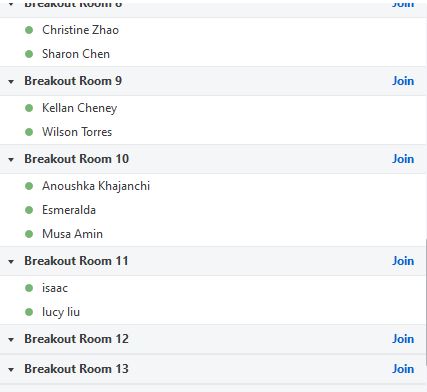 Breakout Room 8
Christine Zhao
Sharon Chen
Breakout Room 9 Join
Kellan Cheney
Wilson Torres
Breakout Room 10 Join
Anoushka Khajanchi
Esmeralda
Musa Amin
Breakout Room 11 Join
isaac
lucy liu
Breakout Room 12 Join
Breakout Room 13 Join